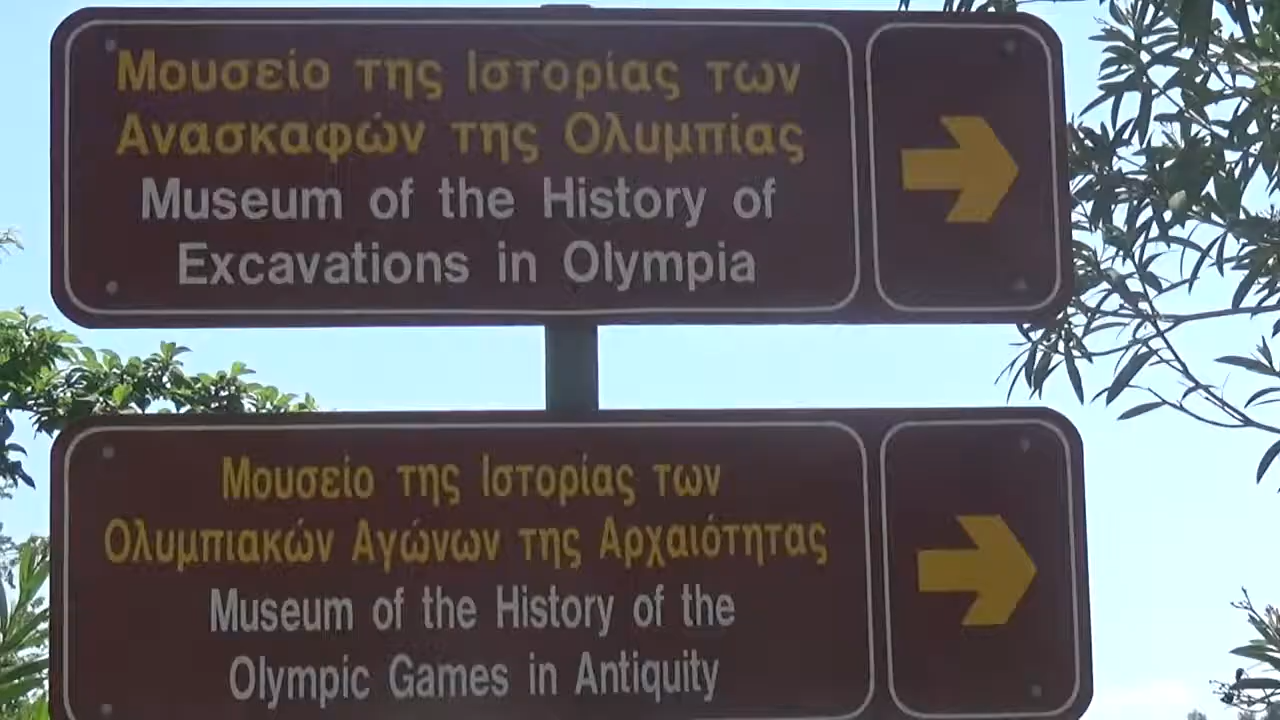 Μουσείο της Ιστορίας των
Ανασκαφών της Ολυμπίας
Museum of the History of
Excavations in Olympia
Μουσείο της Ιστορίας των
Ολυμπιακών Αγώνων της Αρχαιότητας
Museum of the History of the
Olympic Games in Antiquity